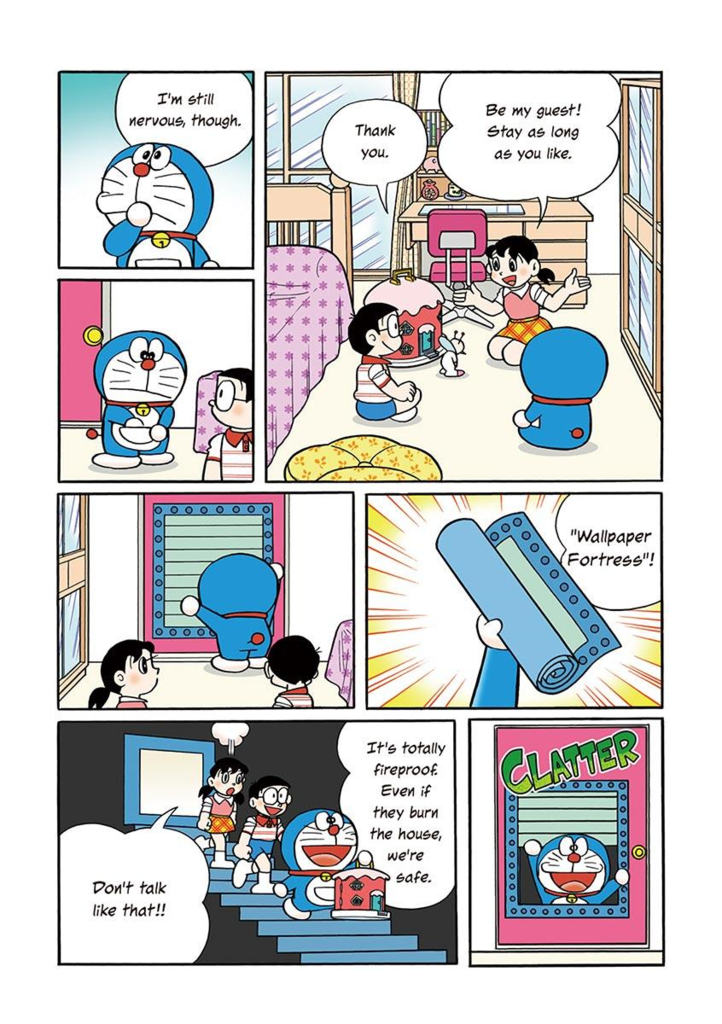 Be my guest!
Stay as long
as you like.
Thank
you.
I'm still
nervous, though.
"Wallpaper
Fortress"!
CLATTER
It's totally
fireproof.
Even if
they burn
the house,
we're
safe.
Don't talk
like that!!